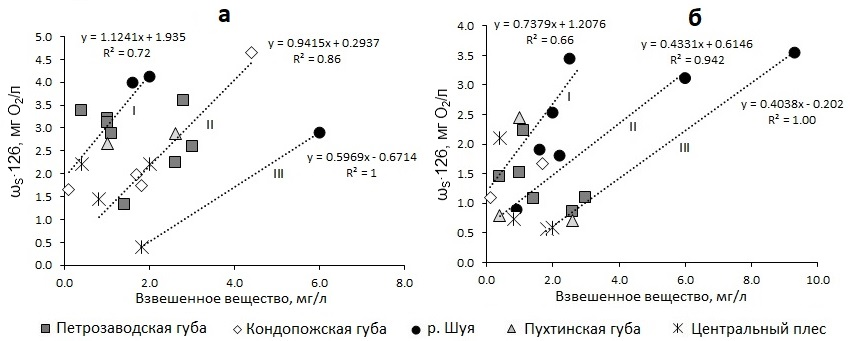 а
y = 1.1241x + 1.935
R² = 0.72
y = 0.9415x + 0.2937
R² = 0.86
y = 0.5969x - 0.6714
R² = 1
I
II
III
ω_S·126, мг O₂/л
5.0
4.5
4.0
3.5
3.0
2.5
2.0
1.5
1.0
0.5
0.0
0.0 2.0 4.0 6.0 8.0
Взвешенное вещество, мг/л
б
y = 0.7379x + 1.2076
R² = 0.66
y = 0.4331x + 0.6146
R² = 0.942
y = 0.4038x - 0.202
R² = 1.00
I
II
III
ω_S·126, мг O₂/л
4.0
3.5
3.0
2.5
2.0
1.5
1.0
0.5
0.0
0.0 2.0 4.0 6.0 8.0 10.0
Взвешенное вещество, мг/л
Петрозаводская губа Кондопожская губа р. Шуя Пухтинская губа Центральный плес